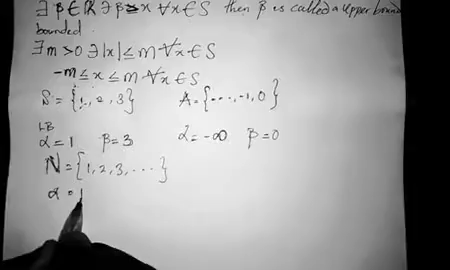 ∃ β ∈ ℝ ∋ β ≥ x ∀x ∈ S then β is called a upper bound
bounded.
∃ m > 0 ∋ |x| ≤ m ∀x ∈ S
-m ≤ x ≤ m ∀x ∈ S
S = {1, 2, 3} A = {..., -1, 0}
LB
α = 1 β = 3 α = -∞ β = 0
N = {1, 2, 3, ...}
α = 1